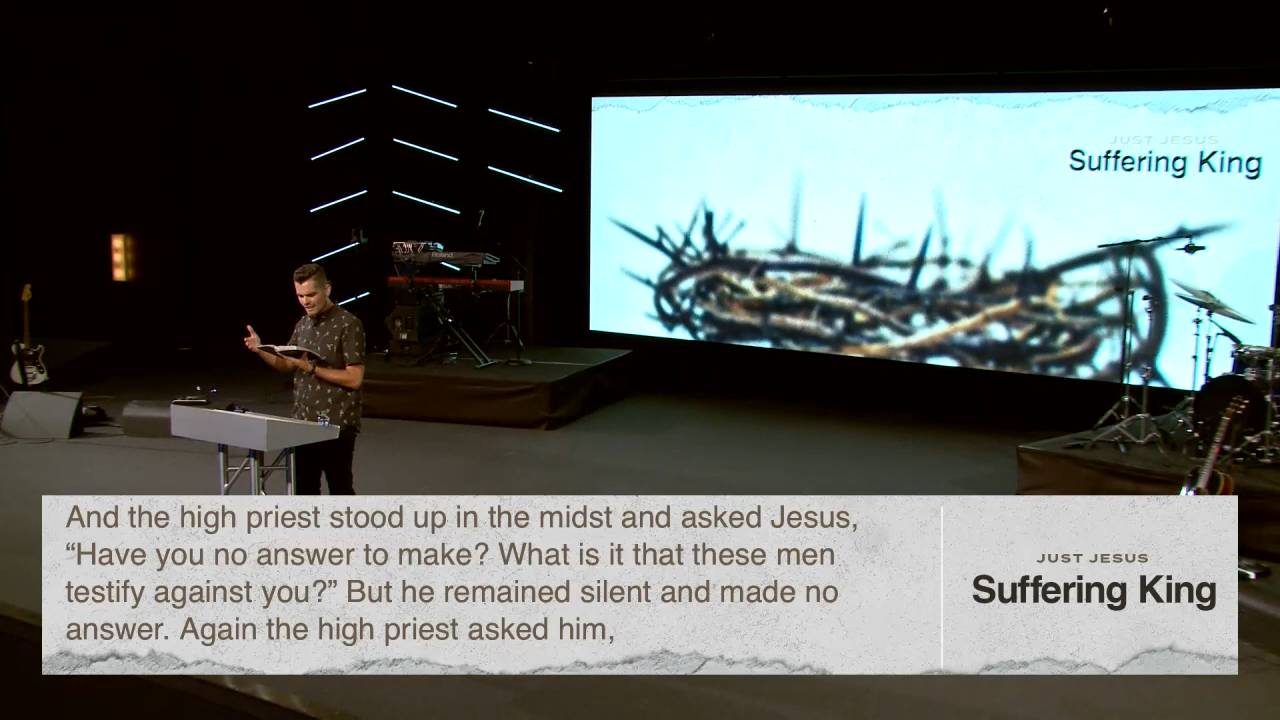 JUST JESUS
Suffering King
Roland
And the high priest stood up in the midst and asked Jesus,
“Have you no answer to make? What is it that these men
testify against you?” But he remained silent and made no
answer. Again the high priest asked him,
JUST JESUS
Suffering King